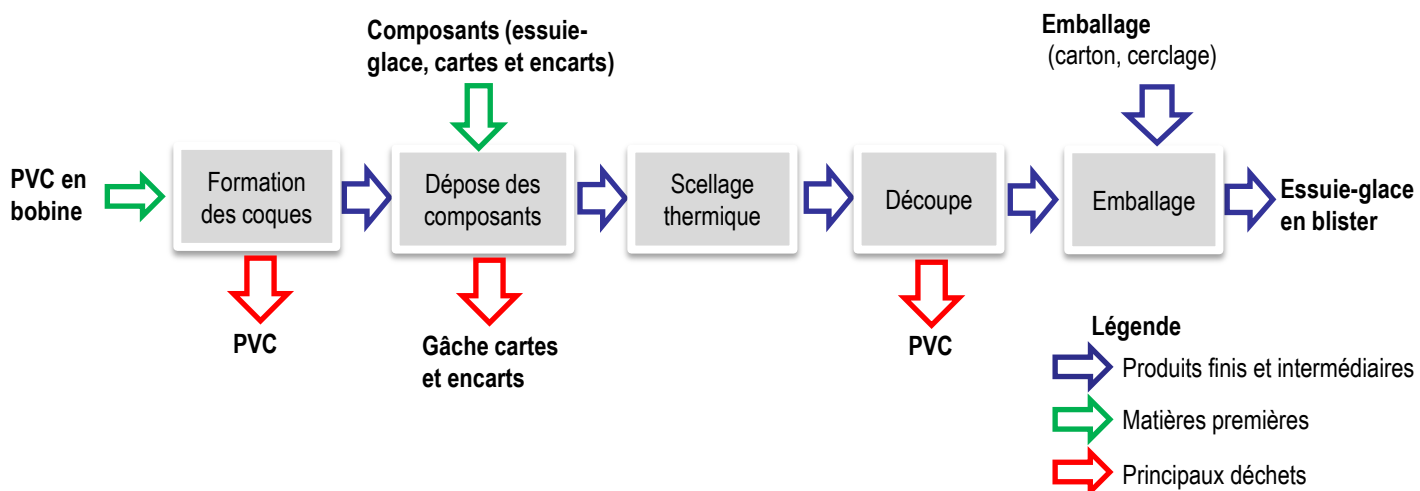 Composants (essuie-
glace, cartes et encarts)
Emballage
(carton, cerclage)
PVC en
bobine
Formation
des coques
Dépose des
composants
Scellage
thermique
Découpe
Emballage
Essuie-glace
en blister
PVC
Gâche cartes
et encarts
PVC
Légende
Produits finis et intermédiaires
Matières premières
Principaux déchets